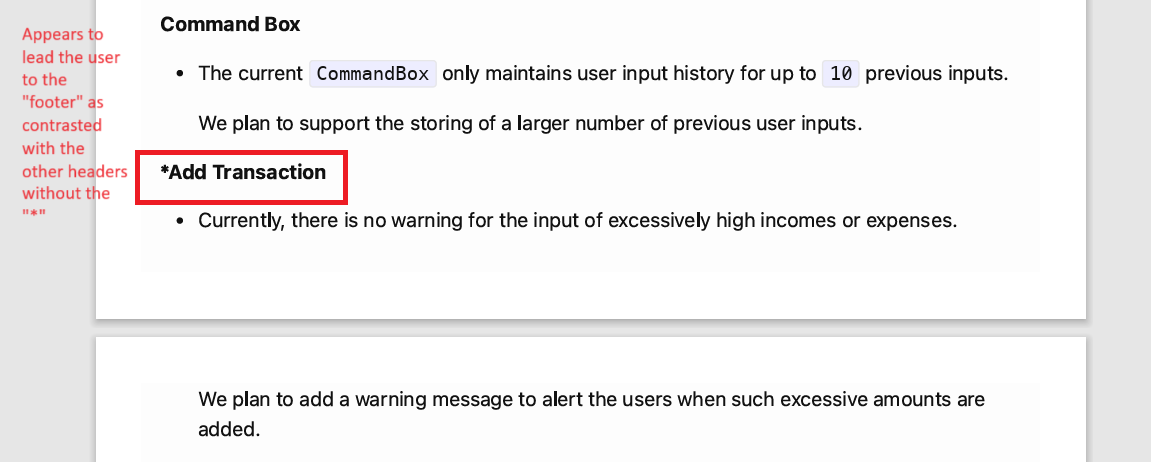 Appears to
lead the user
to the
"footer" as
contrasted
with the
other headers
without the
"*"
Command Box
• The current CommandBox only maintains user input history for up to 10 previous inputs.
We plan to support the storing of a larger number of previous user inputs.
*Add Transaction
• Currently, there is no warning for the input of excessively high incomes or expenses.
We plan to add a warning message to alert the users when such excessive amounts are
added.